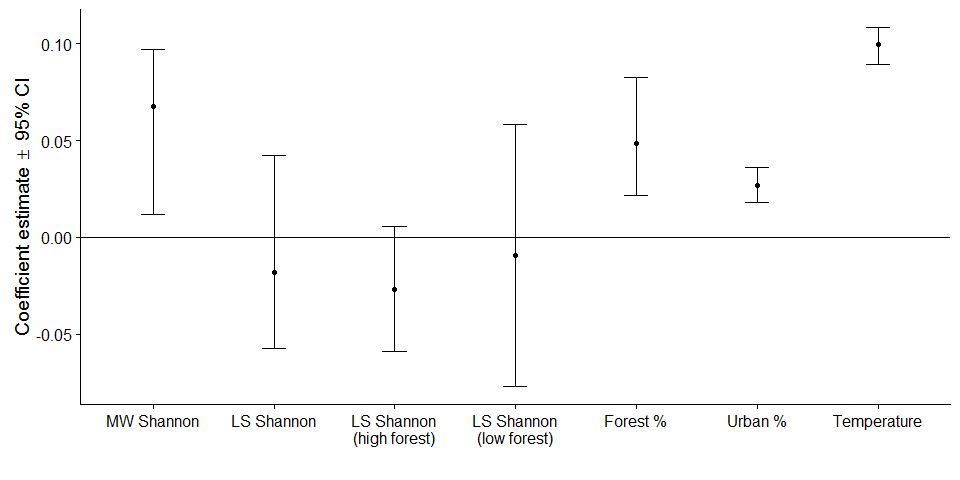 Coefficient estimate ± 95% CI
0.10
0.05
0.00
-0.05
MW Shannon
LS Shannon
LS Shannon
(high forest)
LS Shannon
(low forest)
Forest %
Urban %
Temperature